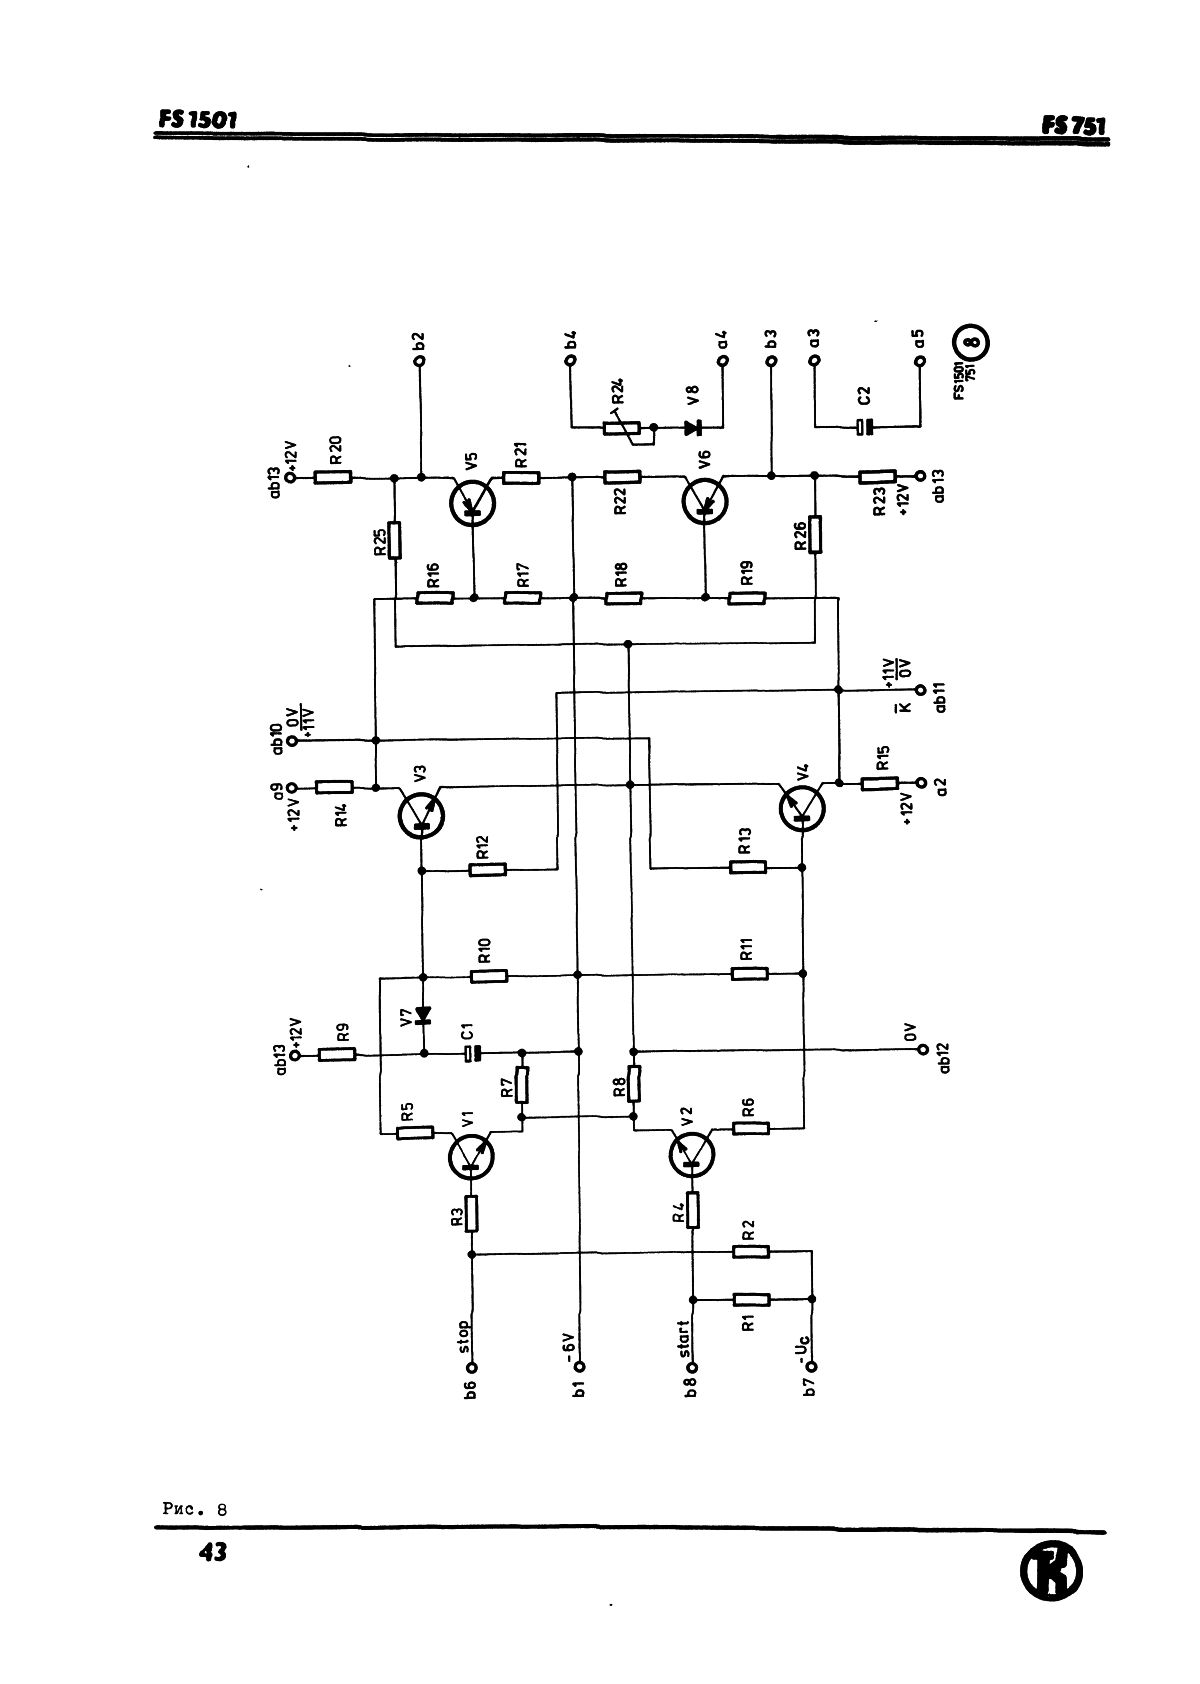 FS 1501
FS 751
b2
b4
a4
b3
a3
a5
8
FS1501
751
R24
V8
C2
ab13
+12V
R20
V5
R21
R22
V6
R23
+12V
ab13
R25
R26
R16
R17
R18
R19
ab10
0V
+11V
+11V
0V
K̅
ab11
a9
+12V
R14
V3
V4
R15
+12V
a2
R12
R13
R10
R11
ab13
+12V
R9
V7
C1
0V
ab12
R5
V1
R7
R8
V2
R6
R3
R4
R2
R1
stop
-6V
start
-Uc
b6
b1
b8
b7
Рис. 8
43
K